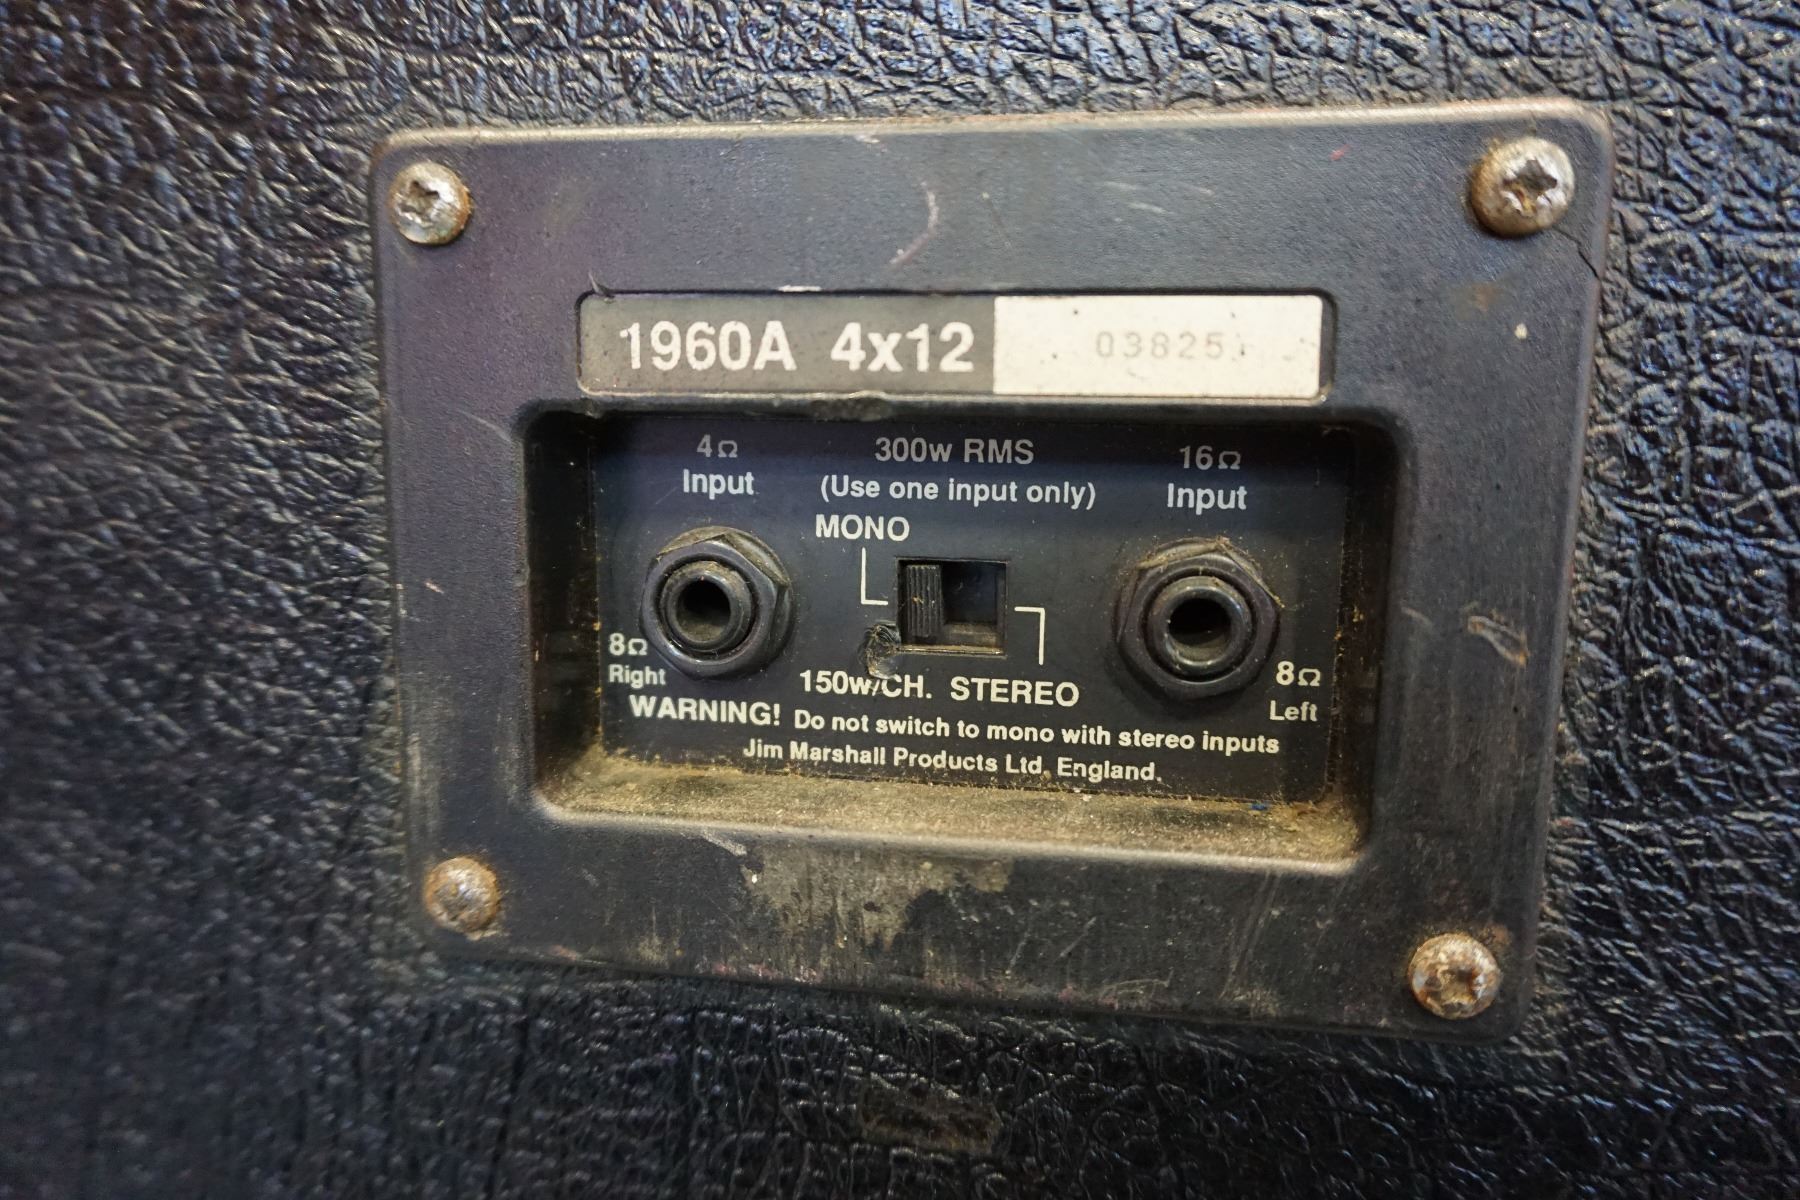 1960A 4x12 03825
4Ω 300w RMS 16Ω
Input (Use one input only) Input
MONO
8Ω 8Ω
Right Left
150w/CH. STEREO
WARNING! Do not switch to mono with stereo inputs
Jim Marshall Products Ltd. England.